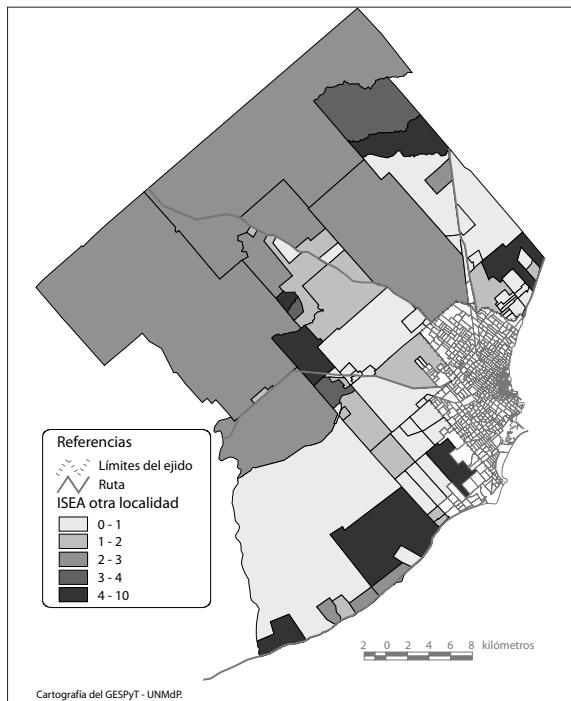 Referencias
Límites del ejido
Ruta
ISEA otra localidad
0 - 1
1 - 2
2 - 3
3 - 4
4 - 10
2 0 2 4 6 8 kilómetros
Cartografía del GESPyT - UNMdP.